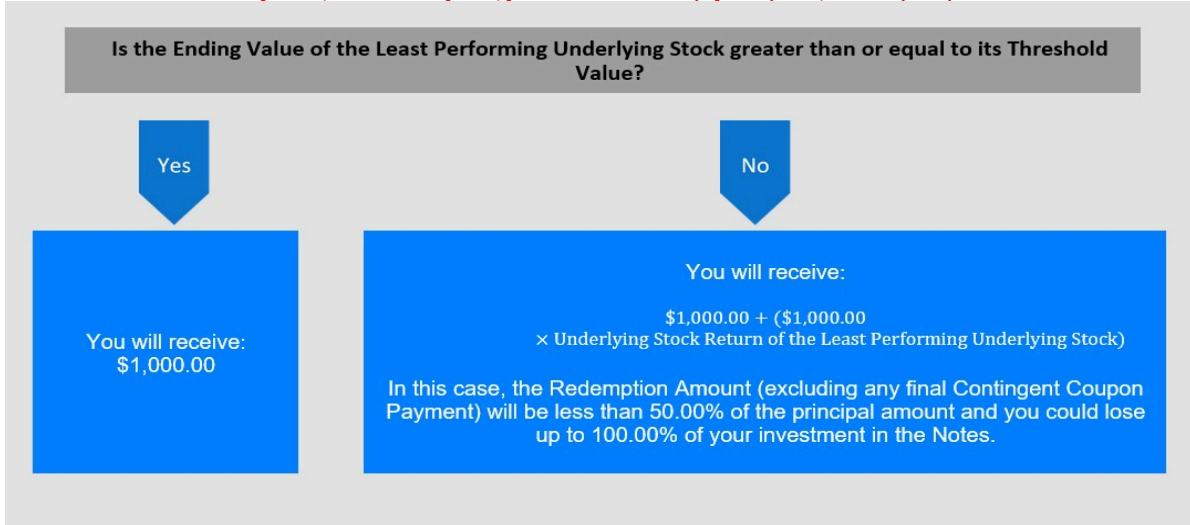 Is the Ending Value of the Least Performing Underlying Stock greater than or equal to its Threshold
Value?
Yes
No
You will receive:
$1,000.00
You will receive:
$1,000.00 + ($1,000.00
× Underlying Stock Return of the Least Performing Underlying Stock)
In this case, the Redemption Amount (excluding any final Contingent Coupon
Payment) will be less than 50.00% of the principal amount and you could lose
up to 100.00% of your investment in the Notes.